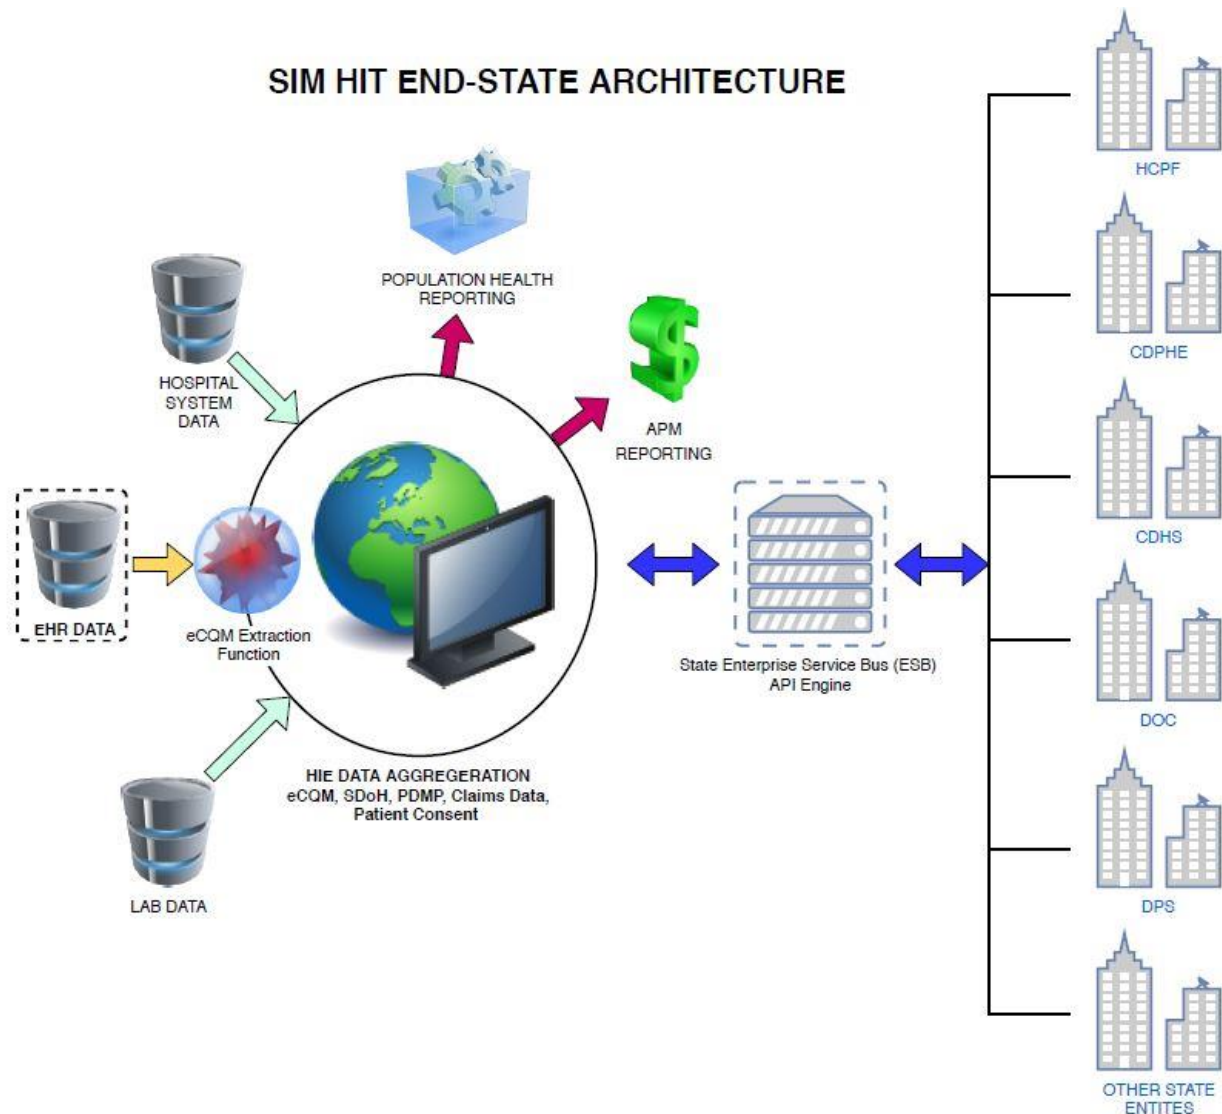 SIM HIT END-STATE ARCHITECTURE
POPULATION HEALTH
REPORTING
HOSPITAL
SYSTEM
DATA
APM
REPORTING
EHR DATA
eCQM Extraction
Function
State Enterprise Service Bus (ESB)
API Engine
HIE DATA AGGREGERATION
eCQM, SDoH, PDMP, Claims Data,
Patient Consent
LAB DATA
HCPF
CDPHE
CDHS
DOC
DPS
OTHER STATE
ENTITES